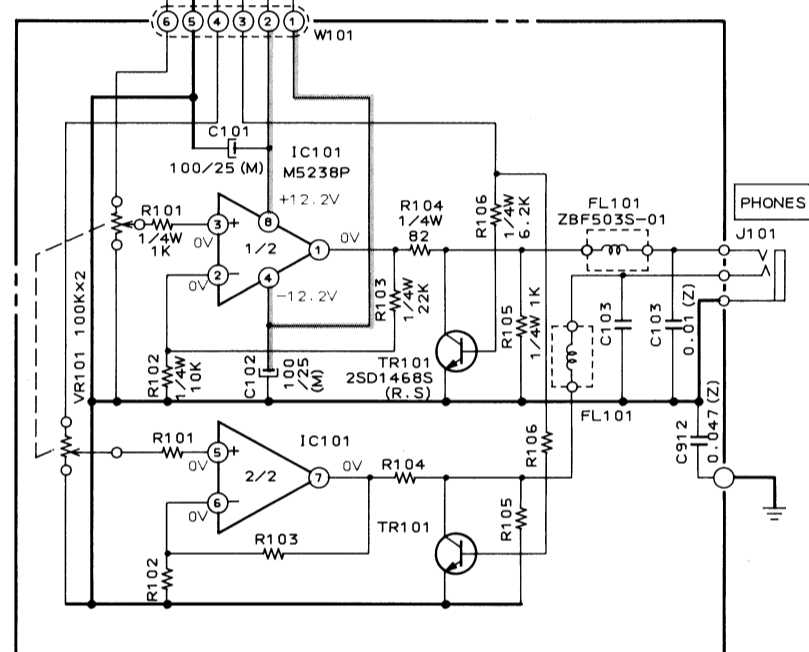 6 5 4 3 2 1
W101
C101
100/25 (M)
IC101
M5238P
+12.2V
R101
1/4W
1K
3
+
0V
8
1/2
1
0V
2
−
0V
4
−12.2V
R104
1/4W
82
R106
1/4W
6.2K
FL101
ZBF503S-01
PHONES
J101
VR101 100K×2
R103
1/4W
22K
R105
1/4W 1K
C103
C103
0.01 (Z)
R102
1/4W
10K
C102
100
/25
(M)
TR101
2SD1468S
(R.S)
FL101
C912
0.047 (Z)
R101
5
+
0V
IC101
2/2
7
0V
6
−
0V
R104
R106
R105
TR101
R103
R102